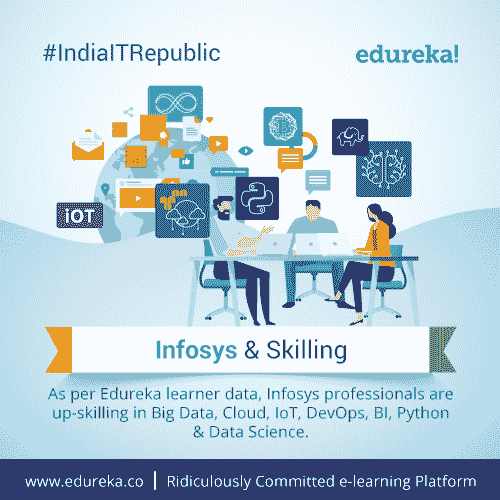 #IndiaITRepublic
edureka!
IOT
Infosys & Skilling
As per Edureka learner data, Infosys professionals are
up-skilling in Big Data, Cloud, IoT, DevOps, BI, Python
& Data Science.
www.edureka.co | Ridiculously Committed e-learning Platform